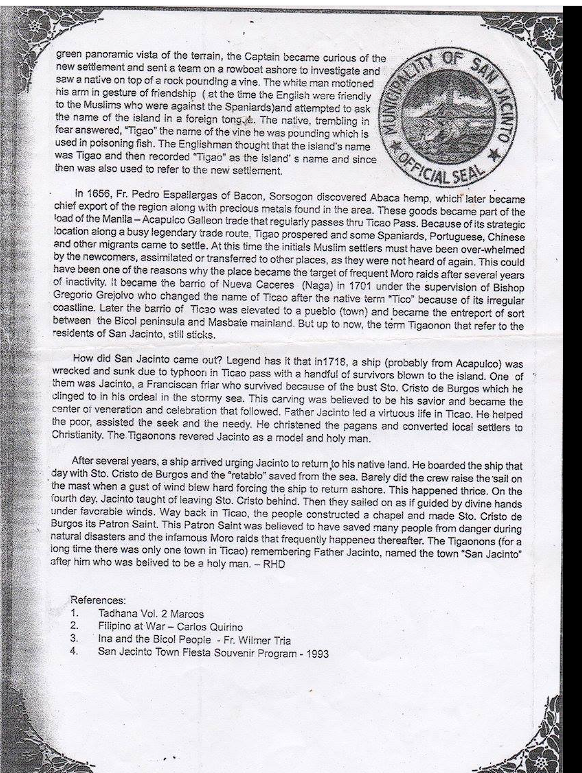 green panoramic vista of the terrain, the Captain became curious of the
new settlement and sent a team on a rowboat ashore to investigate and
saw a native on top of a rock pounding a vine. The white man motioned
his arm in gesture of friendship ( at the time the English were friendly
to the Muslims who were against the Spaniards)and attempted to ask
the name of the island in a foreign tongue. The native, trembling in
fear answered, "Tigao" the name of the vine he was pounding which is
used in poisoning fish. The Englishman thought that the island's name
was Tigao and then recorded "Tigao" as the island' s name and since
then was also used to refer to the new settlement.
MUNICIPALITY OF SAN JACINTO
★ OFFICIAL SEAL ★
In 1656, Fr. Pedro Espallargas of Bacon, Sorsogon discovered Abaca hemp, which later became
chief export of the region along with precious metals found in the area. These goods became part of the
load of the Manila – Acapulco Galleon trade that regularly passes thru Ticao Pass. Because of its strategic
location along a busy legendary trade route, Tigao prospered and some Spaniards, Portuguese, Chinese
and other migrants came to settle. At this time the initials Muslim settlers must have been over-whelmed
by the newcomers, assimilated or transferred to other places, as they were not heard of again. This could
have been one of the reasons why the place became the target of frequent Moro raids after several years
of inactivity. It became the barrio of Nueva Caceres (Naga) in 1701 under the supervision of Bishop
Gregorio Grejolvo who changed the name of Ticao after the native term "Tico" because of its irregular
coastline. Later the barrio of Ticao was elevated to a pueblo (town) and became the entreport of sort
between the Bicol peninsula and Masbate mainland. But up to now, the term Tigaonon that refer to the
residents of San Jacinto, still sticks.
How did San Jacinto came out? Legend has it that in1718, a ship (probably from Acapulco) was
wrecked and sunk due to typhoon in Ticao pass with a handful of survivors blown to the island. One of
them was Jacinto, a Franciscan friar who survived because of the bust Sto. Cristo de Burgos which he
clinged to in his ordeal in the stormy sea. This carving was believed to be his savior and became the
center of veneration and celebration that followed. Father Jacinto led a virtuous life in Ticao. He helped
the poor, assisted the seek and the needy. He christened the pagans and converted local settlers to
Christianity. The Tigaonons revered Jacinto as a model and holy man.
After several years, a ship arrived urging Jacinto to return to his native land. He boarded the ship that
day with Sto. Cristo de Burgos and the "retablo" saved from the sea. Barely did the crew raise the sail on
the mast when a gust of wind blew hard forcing the ship to return ashore. This happened thrice. On the
fourth day, Jacinto taught of leaving Sto. Cristo behind. Then they sailed on as if guided by divine hands
under favorable winds. Way back in Ticao, the people constructed a chapel and made Sto. Cristo de
Burgos its Patron Saint. This Patron Saint was believed to have saved many people from danger during
natural disasters and the infamous Moro raids that frequently happened thereafter. The Tigaonons (for a
long time there was only one town in Ticao) remembering Father Jacinto, named the town "San Jacinto"
after him who was belived to be a holy man. – RHD
References:
1. Tadhana Vol. 2 Marcos
2. Filipino at War – Carlos Quirino
3. Ina and the Bicol People - Fr. Wilmer Tria
4. San Jacinto Town Fiesta Souvenir Program - 1993